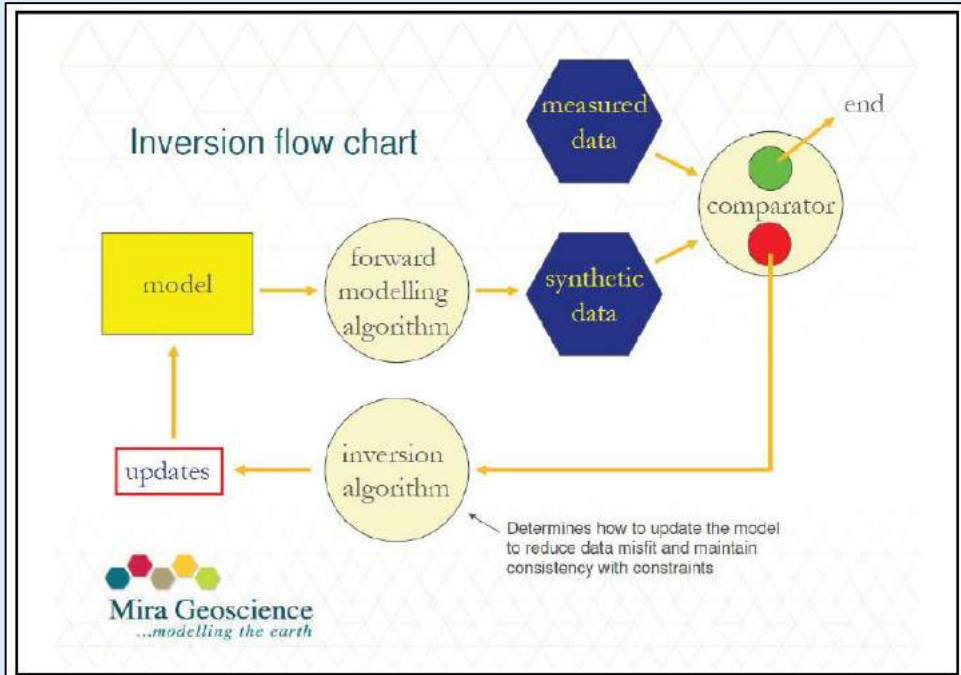 Inversion flow chart
measured
data
end
comparator
model
forward
modelling
algorithm
synthetic
data
updates
inversion
algorithm
Determines how to update the model
to reduce data misfit and maintain
consistency with constraints
Mira Geoscience
...modelling the earth